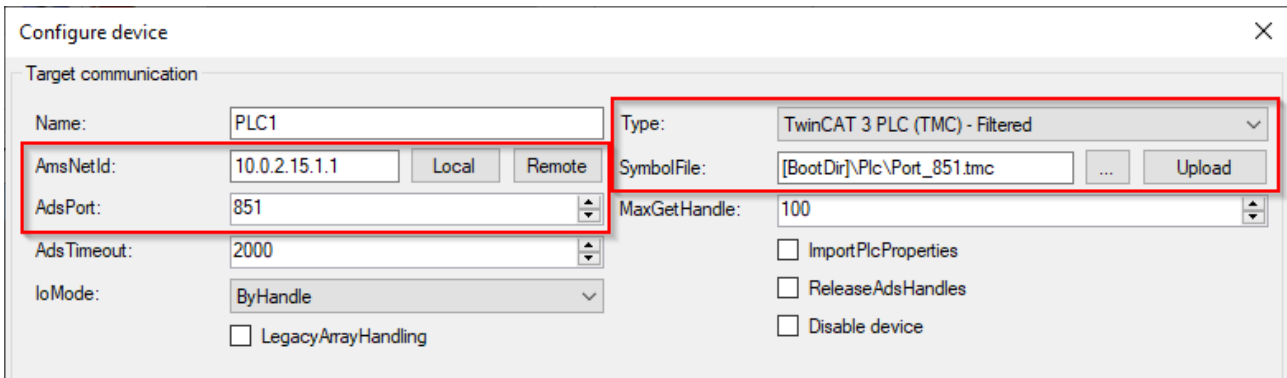 Configure device
Target communication
Name: PLC1
AmsNetId: 10.0.2.15.1.1 Local Remote
AdsPort: 851
AdsTimeout: 2000
IoMode: ByHandle
LegacyArrayHandling
Type: TwinCAT 3 PLC (TMC) - Filtered
SymbolFile: [BootDir]\Plc\Port_851.tmc ... Upload
MaxGetHandle: 100
ImportPlcProperties
ReleaseAdsHandles
Disable device